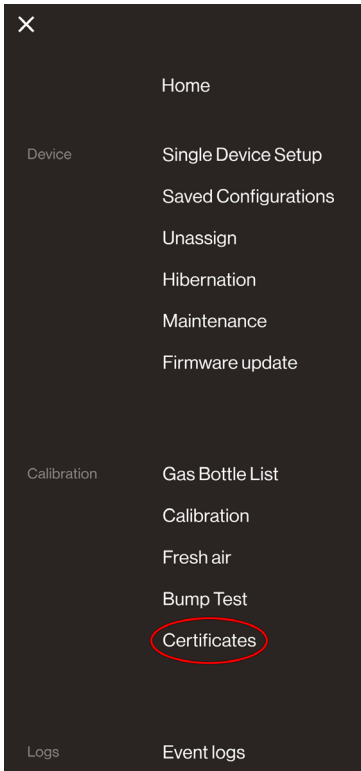 Home
Device Single Device Setup
Saved Configurations
Unassign
Hibernation
Maintenance
Firmware update
Calibration Gas Bottle List
Calibration
Fresh air
Bump Test
Certificates
Logs Event logs